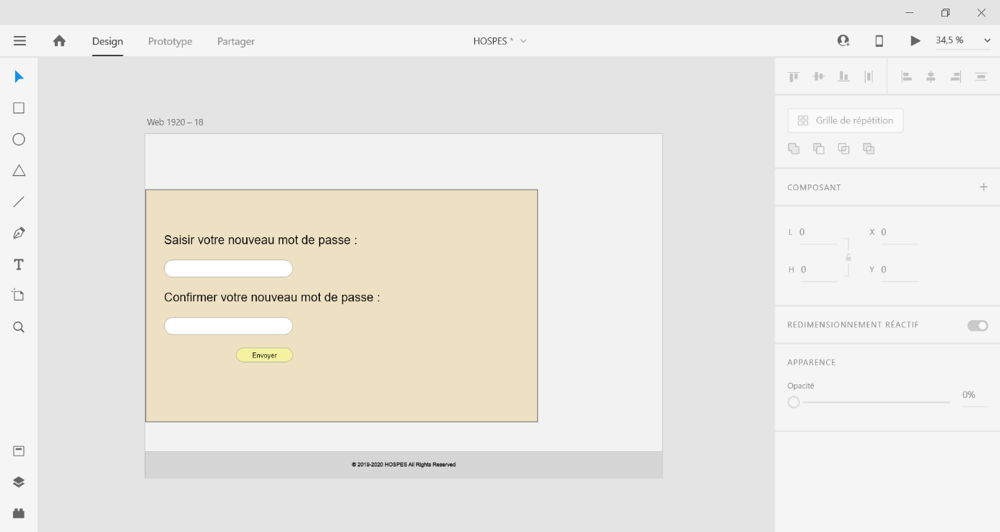 Design
Prototype
Partager
HOSPES *
34,5 %
Web 1920 – 18
Saisir votre nouveau mot de passe :
Confirmer votre nouveau mot de passe :
Envoyer
© 2019-2020 HOSPES All Rights Reserved
Grille de répétition
COMPOSANT
L 0
X 0
H 0
Y 0
REDIMENSIONNEMENT RÉACTIF
APPARENCE
Opacité
0%